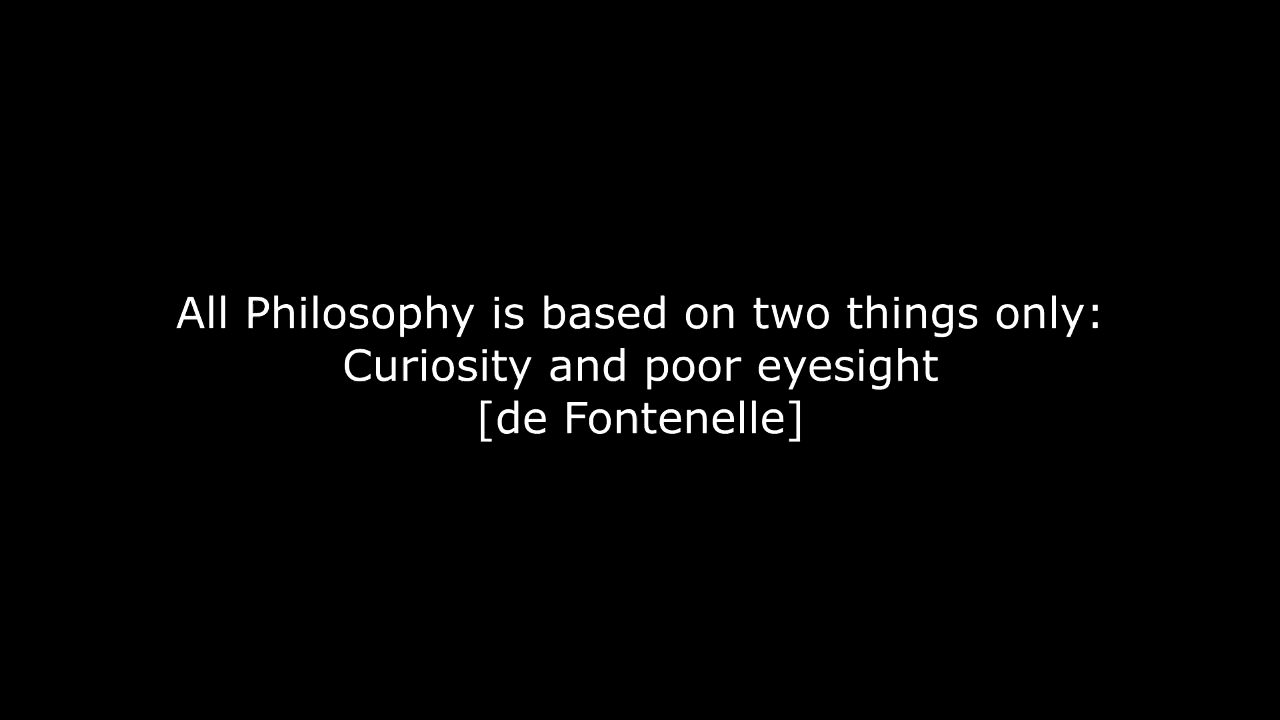 All Philosophy is based on two things only:
Curiosity and poor eyesight
[de Fontenelle]